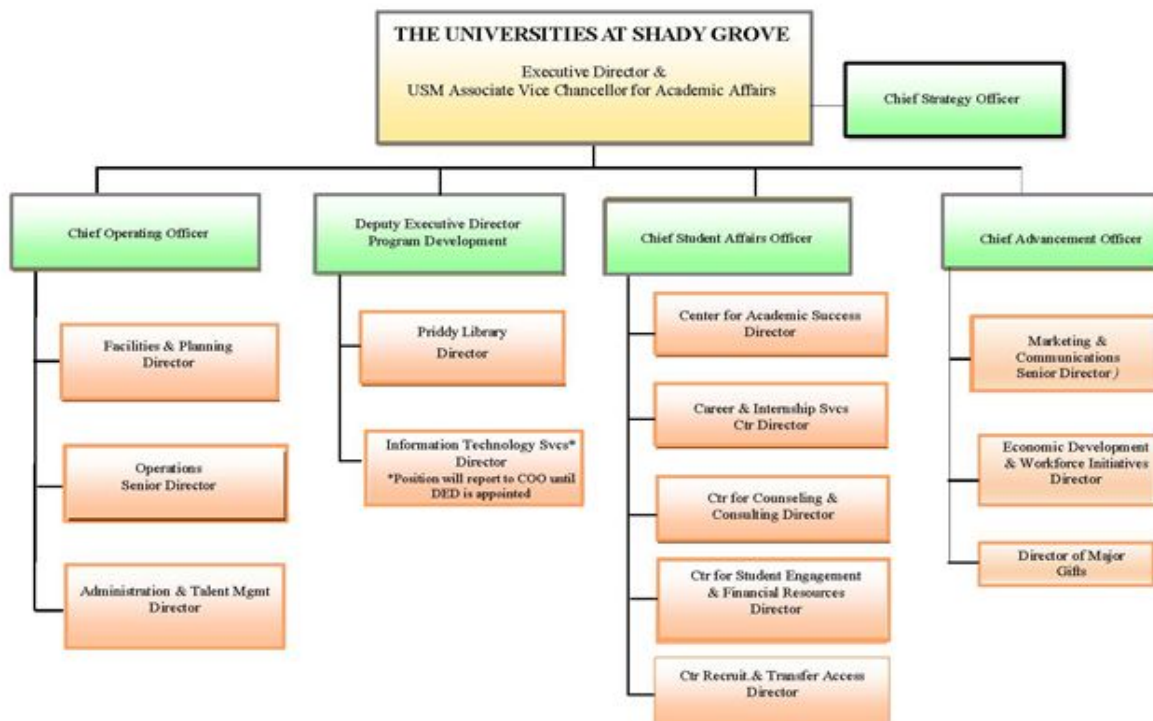 THE UNIVERSITIES AT SHADY GROVE
Executive Director &
USM Associate Vice Chancellor for Academic Affairs
Chief Strategy Officer
Chief Operating Officer
Deputy Executive Director
Program Development
Chief Student Affairs Officer
Chief Advancement Officer
Facilities & Planning
Director
Operations
Senior Director
Administration & Talent Mgmt
Director
Priddy Library
Director
Information Technology Svcs*
Director
*Position will report to COO until
DED is appointed
Center for Academic Success
Director
Career & Internship Svcs
Ctr Director
Ctr for Counseling &
Consulting Director
Ctr for Student Engagement
& Financial Resources
Director
Ctr Recruit.& Transfer Access
Director
Marketing &
Communications
Senior Director)
Economic Development
& Workforce Initiatives
Director
Director of Major
Gifts